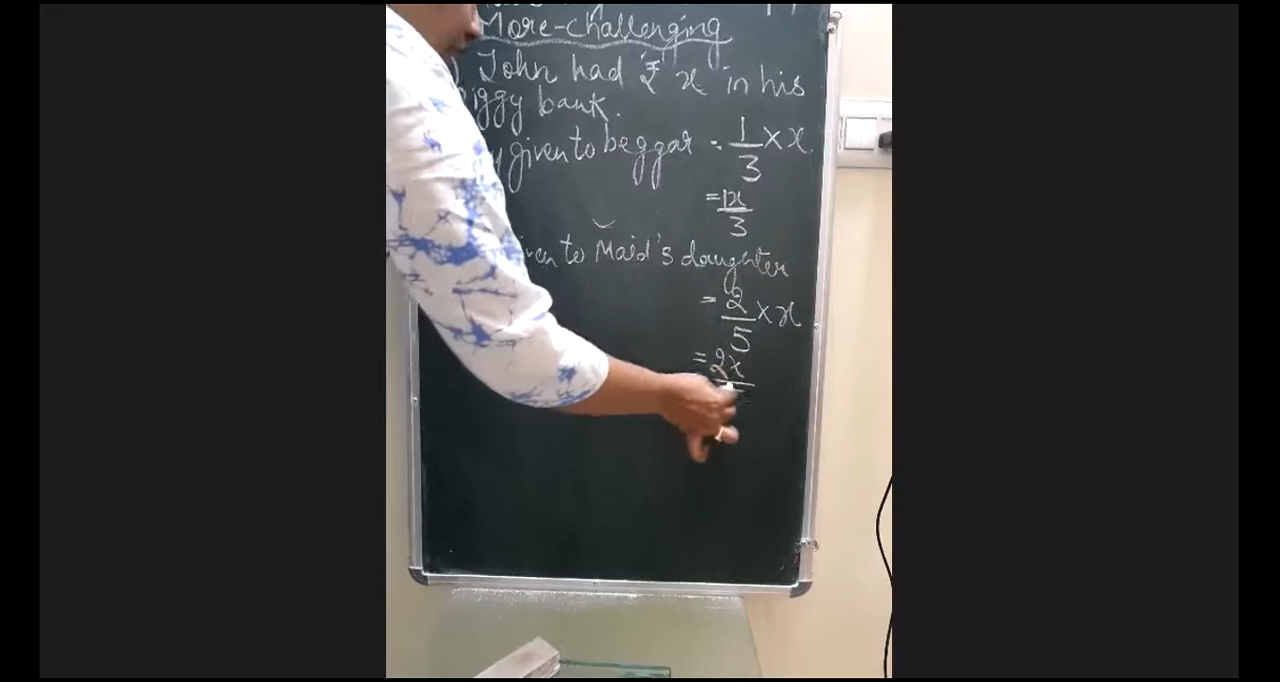 More-challenging
John had ₹ x in his
piggy bank.
given to beggar = 1/3 × x.
= 1x/3
to Maid's daughter
= 2/5 × x
= 2x